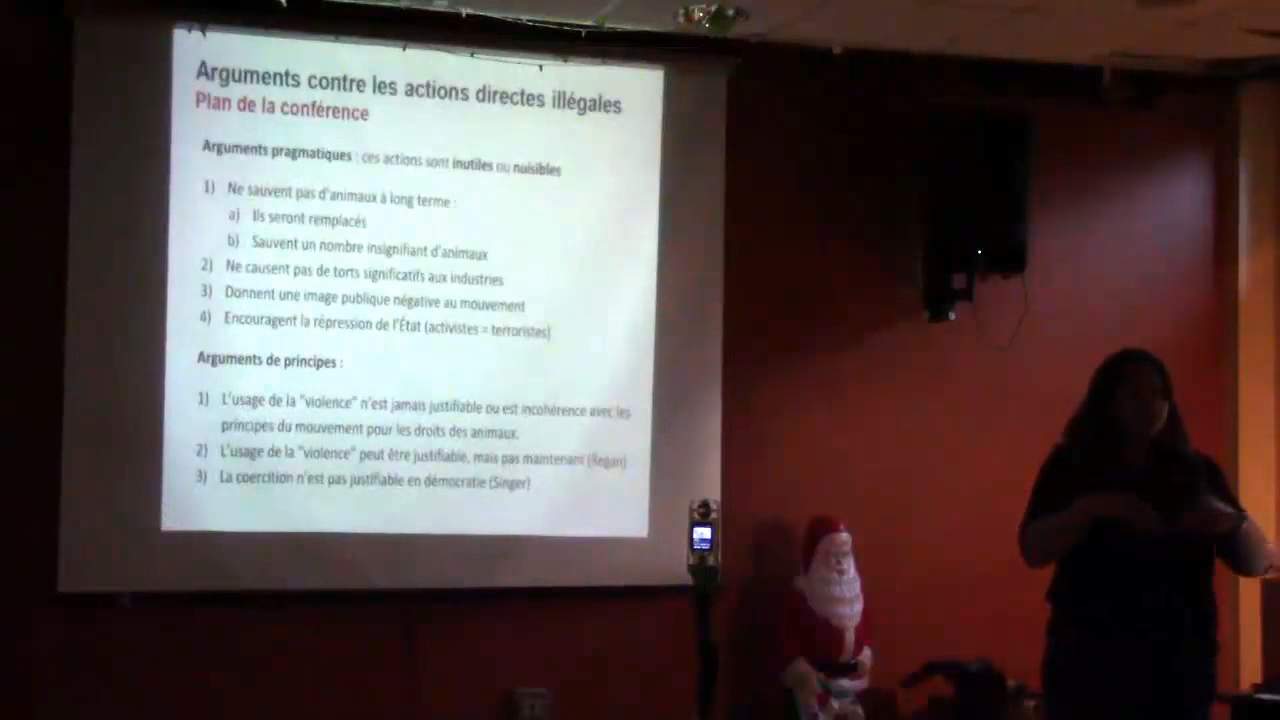 Arguments contre les actions directes illégales
Plan de la conférence
Arguments pragmatiques : ces actions sont inutiles ou nuisibles
1) Ne sauvent pas d'animaux à long terme :
a) Ils seront remplacés
b) Sauvent un nombre insignifiant d'animaux
2) Ne causent pas de torts significatifs aux industries
3) Donnent une image publique négative au mouvement
4) Encouragent la répression de l'État (activistes = terroristes)
Arguments de principes :
1) L'usage de la "violence" n'est jamais justifiable ou est incohérence avec les
principes du mouvement pour les droits des animaux.
2) L'usage de la "violence" peut être justifiable, mais pas maintenant (Regan)
3) La coercition n'est pas justifiable en démocratie (Singer)